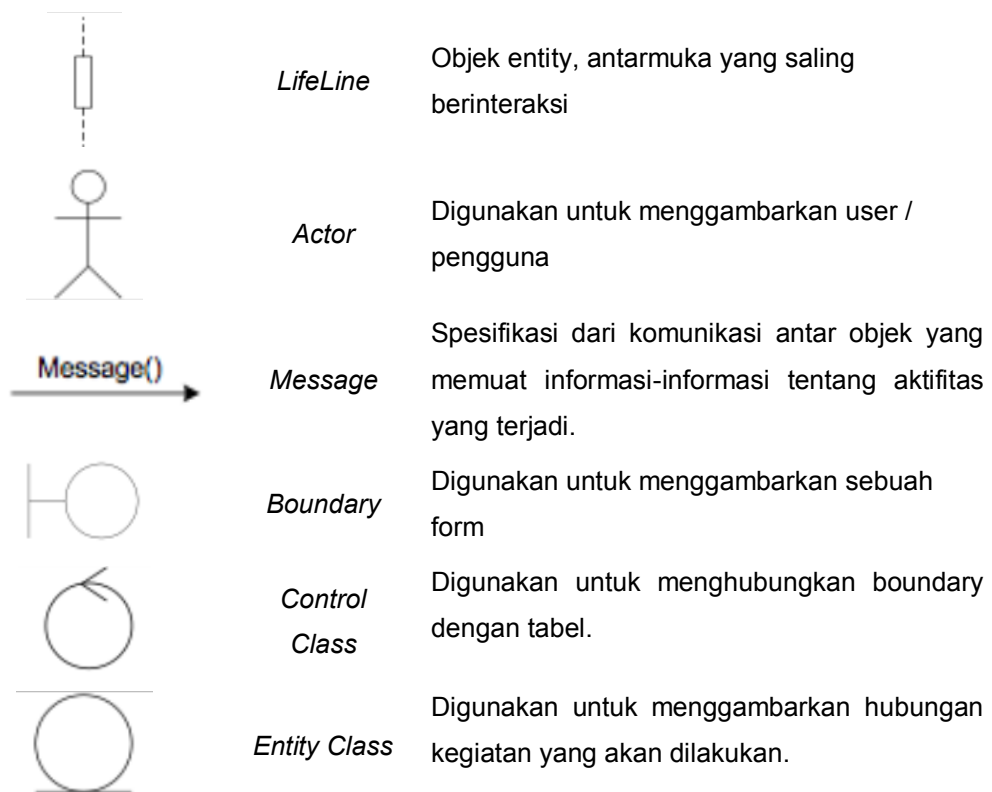 LifeLine
Objek entity, antarmuka yang saling
berinteraksi
Actor
Digunakan untuk menggambarkan user /
pengguna
Message()
Message
Spesifikasi dari komunikasi antar objek yang
memuat informasi-informasi tentang aktifitas
yang terjadi.
Boundary
Digunakan untuk menggambarkan sebuah
form
Control
Class
Digunakan untuk menghubungkan boundary
dengan tabel.
Entity Class
Digunakan untuk menggambarkan hubungan
kegiatan yang akan dilakukan.